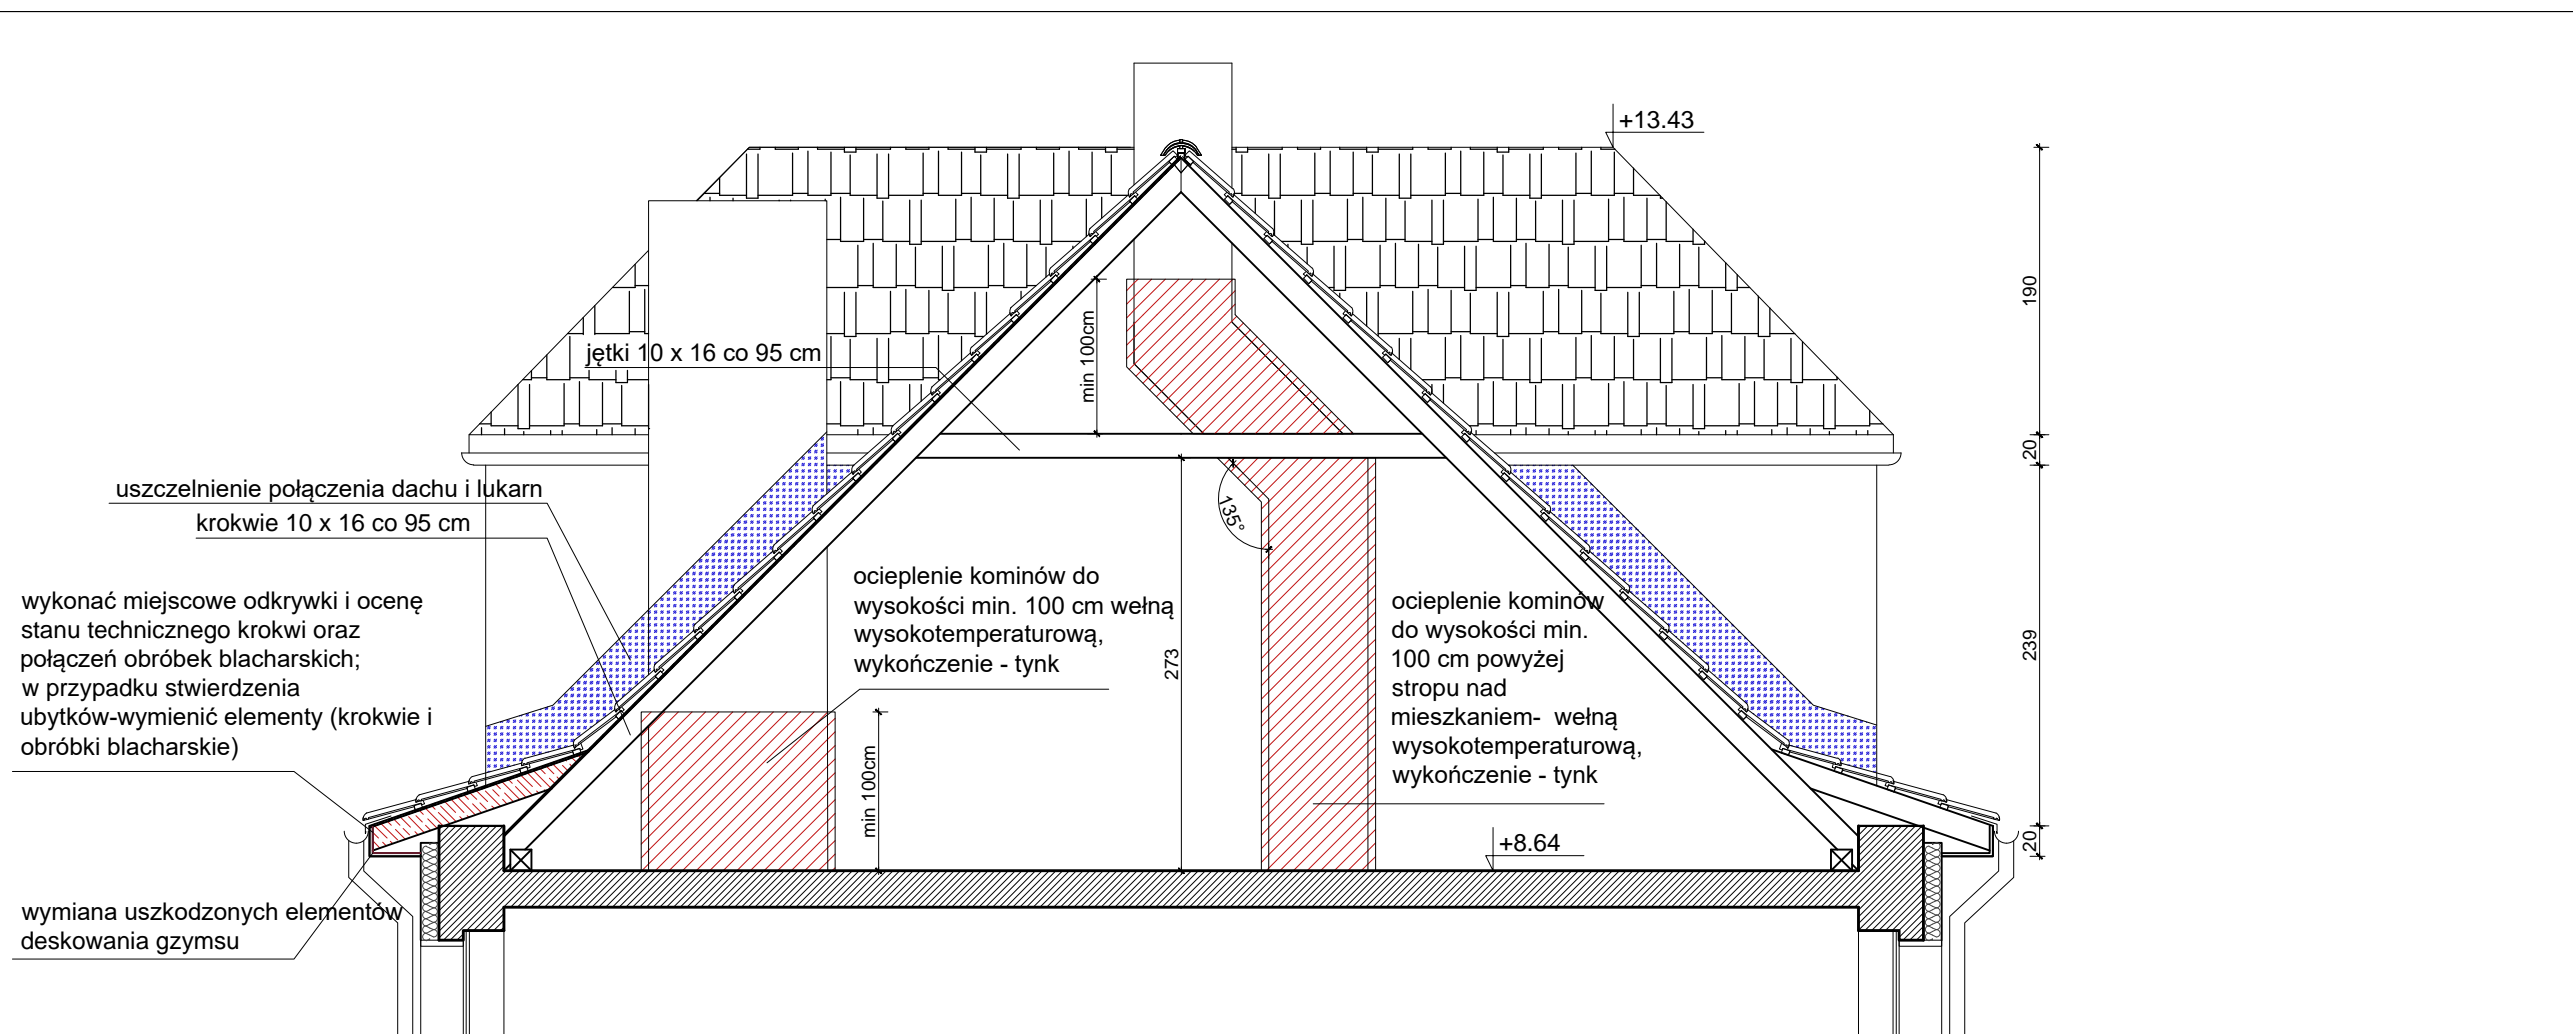 +13.43
190
jętki 10 x 16 co 95 cm
min 100cm
20
uszczelnienie połączenia dachu i lukarn
krokwie 10 x 16 co 95 cm
135°
wykonać miejscowe odkrywki i ocenę
stanu technicznego krokwi oraz
połączeń obróbek blacharskich;
w przypadku stwierdzenia
ubytków-wymienić elementy (krokwie i
obróbki blacharskie)
ocieplenie kominów do
wysokości min. 100 cm wełną
wysokotemperaturową,
wykończenie - tynk
273
ocieplenie kominów
do wysokości min.
100 cm powyżej
stropu nad
mieszkaniem- wełną
wysokotemperaturową,
wykończenie - tynk
239
min 100cm
+8.64
20
wymiana uszkodzonych elementów
deskowania gzymsu